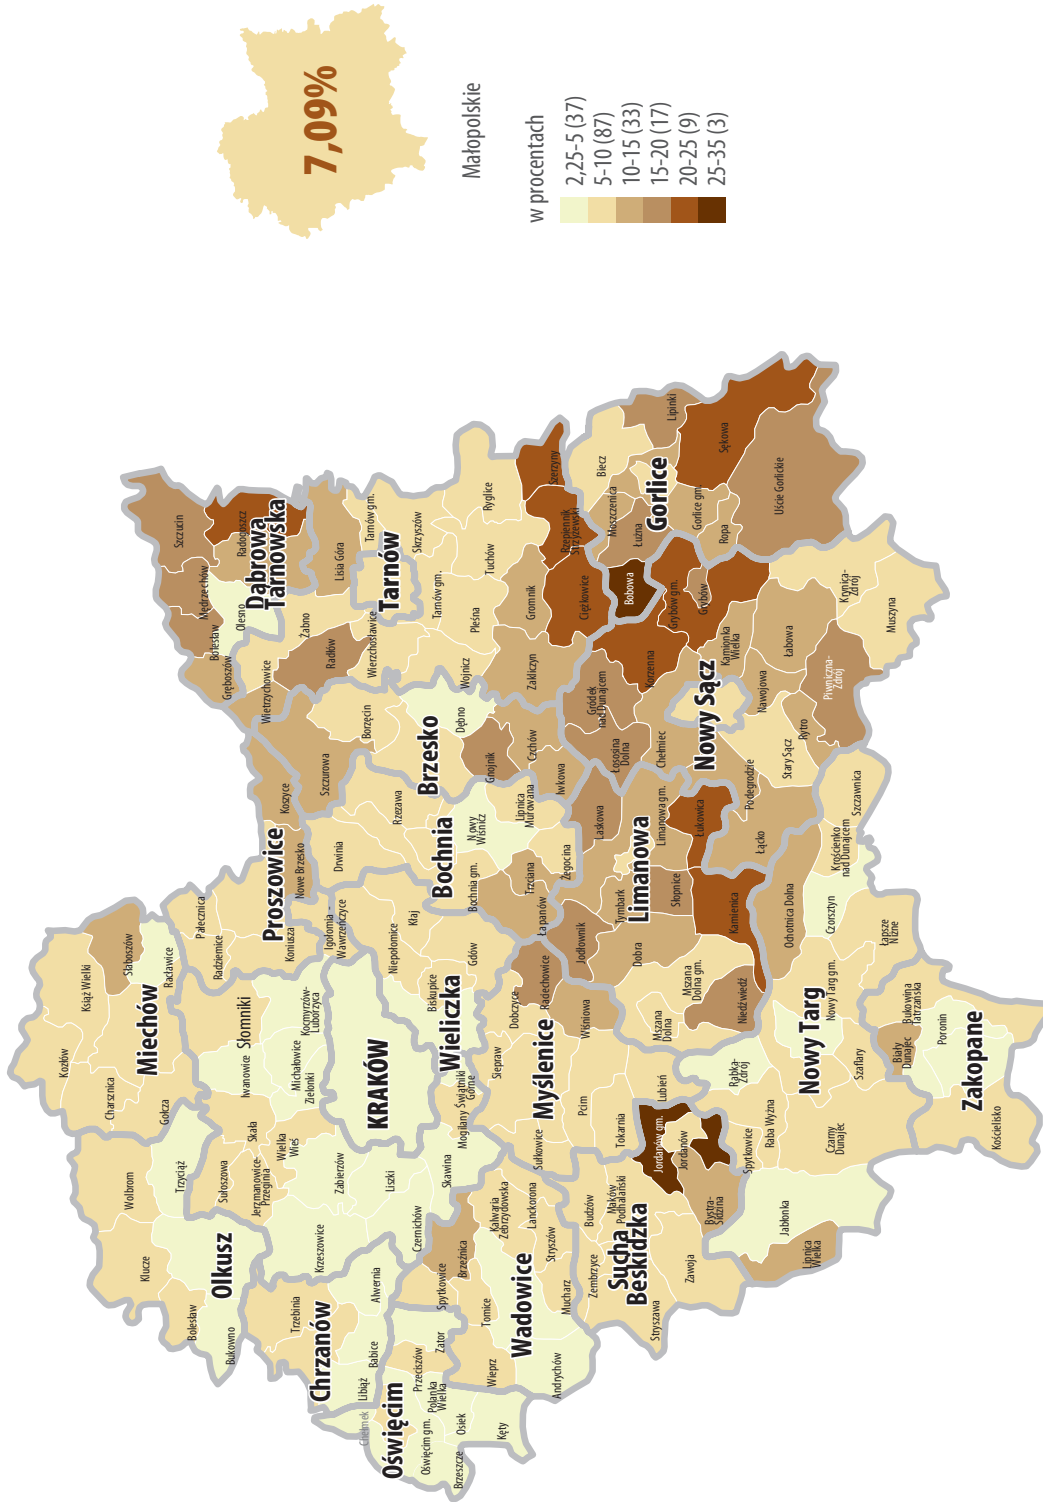 Kozłów
Książ Wielki
Charsznica
Miechów
Słaboszów
Gołcza
Racławice
Wolbrom
Klucze
Trzyciąż
Bolesław
Olkusz
Bukowno
Pałecznica
Radziemice
Proszowice
Koniusza
Nowe Brzesko
Koszyce
Igołomia -
Wawrzeńczyce
Słomniki
Iwanowice
Kocmyrzów-
Luborzyca
Michałowice
Zielonki
Skała
Sułoszowa
Jerzmanowice-
Przeginia
Wielka
Wieś
Zabierzów
Krzeszowice
Liszki
Czernichów
Skawina
Mogilany
Świątniki
Górne
KRAKÓW
Trzebinia
Chrzanów
Alwernia
Babice
Libiąż
Chełmek
Oświęcim
Oświęcim gm.
Przeciszów
Zator
Polanka
Wielka
Osiek
Brzeszcze
Kęty
Spytkowice
Brzeźnica
Tomice
Wieprz
Wadowice
Kalwaria
Zebrzydowska
Lanckorona
Stryszów
Mucharz
Andrychów
Niepołomice
Kłaj
Biskupice
Wieliczka
Gdów
Drwinia
Rzezawa
Bochnia
Bochnia gm.
Nowy
Wiśnicz
Lipnica
Murowana
Trzciana
Żegocina
Łapanów
Szczurowa
Borzęcin
Brzesko
Dębno
Gnojnik
Czchów
Iwkowa
Szczucin
Mędrzechów
Bolesław
Radgoszcz
Dąbrowa
Tarnowska
Olesno
Gręboszów
Wietrzychowice
Żabno
Radłów
Lisia Góra
Tarnów gm.
Tarnów
Skrzyszów
Wierzchosławice
Tarnów gm.
Ryglice
Tuchów
Pleśna
Wojnicz
Zakliczyn
Gromnik
Ciężkowice
Rzepiennik
Strzyżewski
Szerzyny
Biecz
Lipinki
Moszczenica
Łużna
Gorlice
Gorlice gm.
Bobowa
Sękowa
Ropa
Uście Gorlickie
Grybów gm.
Grybów
Korzenna
Gródek
nad Dunajcem
Łososina
Dolna
Chełmiec
Nowy Sącz
Kamionka
Wielka
Łabowa
Nawojowa
Krynica-
Zdrój
Muszyna
Piwniczna-
Zdrój
Rytro
Stary Sącz
Podegrodzie
Łącko
Laskowa
Limanowa
Limanowa gm.
Łukowica
Tymbark
Słopnice
Kamienica
Jodłownik
Dobra
Mszana
Dolna gm.
Mszana
Dolna
Niedźwiedź
Dobczyce
Raciechowice
Siepraw
Wiśniowa
Myślenice
Sułkowice
Pcim
Tokarnia
Lubień
Budzów
Maków
Podhalański
Zembrzyce
Sucha
Beskidzka
Stryszawa
Zawoja
Jordanów gm.
Jordanów
Bystra-
Sidzina
Szczawnica
Krościenko
nad Dunajcem
Ochotnica Dolna
Czorsztyn
Łapsze
Niżne
Nowy Targ gm.
Nowy Targ
Szaflary
Rabka-
Zdrój
Raba Wyżna
Spytkowice
Czarny
Dunajec
Jabłonka
Lipnica
Wielka
Bukowina
Tatrzańska
Biały
Dunajec
Poronin
Zakopane
Kościelisko
7,09%
Małopolskie
w procentach
2,25-5 (37)
5-10 (87)
10-15 (33)
15-20 (17)
20-25 (9)
25-35 (3)